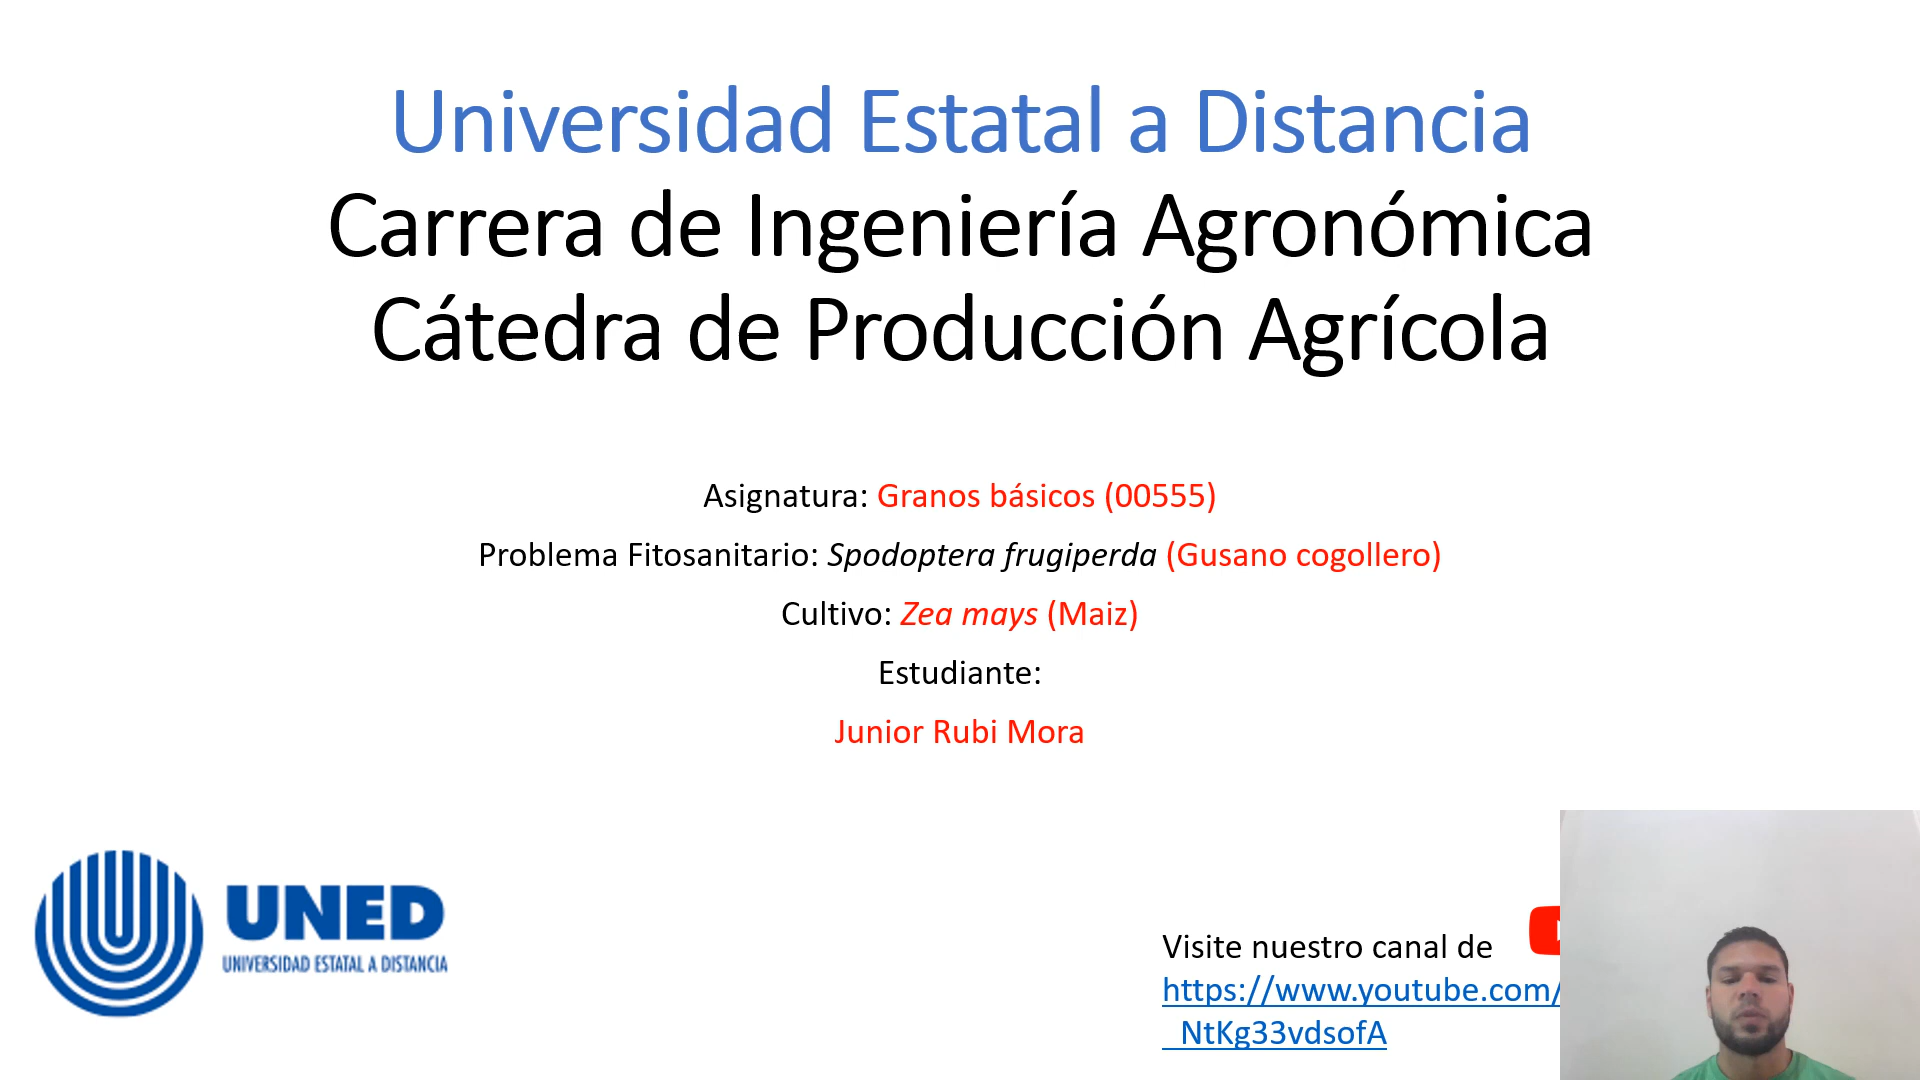 Universidad Estatal a Distancia
Carrera de Ingeniería Agronómica
Cátedra de Producción Agrícola
Asignatura: Granos básicos (00555)
Problema Fitosanitario: Spodoptera frugiperda (Gusano cogollero)
Cultivo: Zea mays (Maiz)
Estudiante:
Junior Rubi Mora
UNED
UNIVERSIDAD ESTATAL A DISTANCIA
Visite nuestro canal de
https://www.youtube.com/
_NtKg33vdsofA